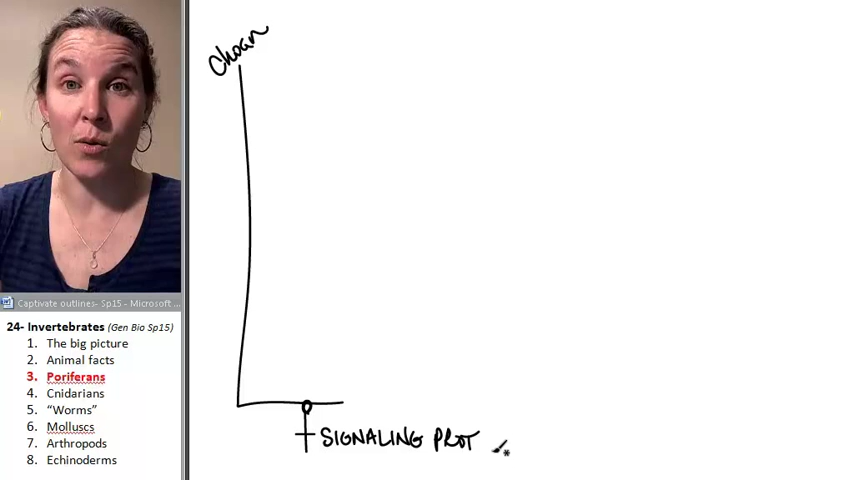 Choan
SIGNALING PROT
Captivate outlines- Sp15 - Microsoft ...
24- Invertebrates (Gen Bio Sp15)
1. The big picture
2. Animal facts
3. Poriferans
4. Cnidarians
5. “Worms”
6. Molluscs
7. Arthropods
8. Echinoderms